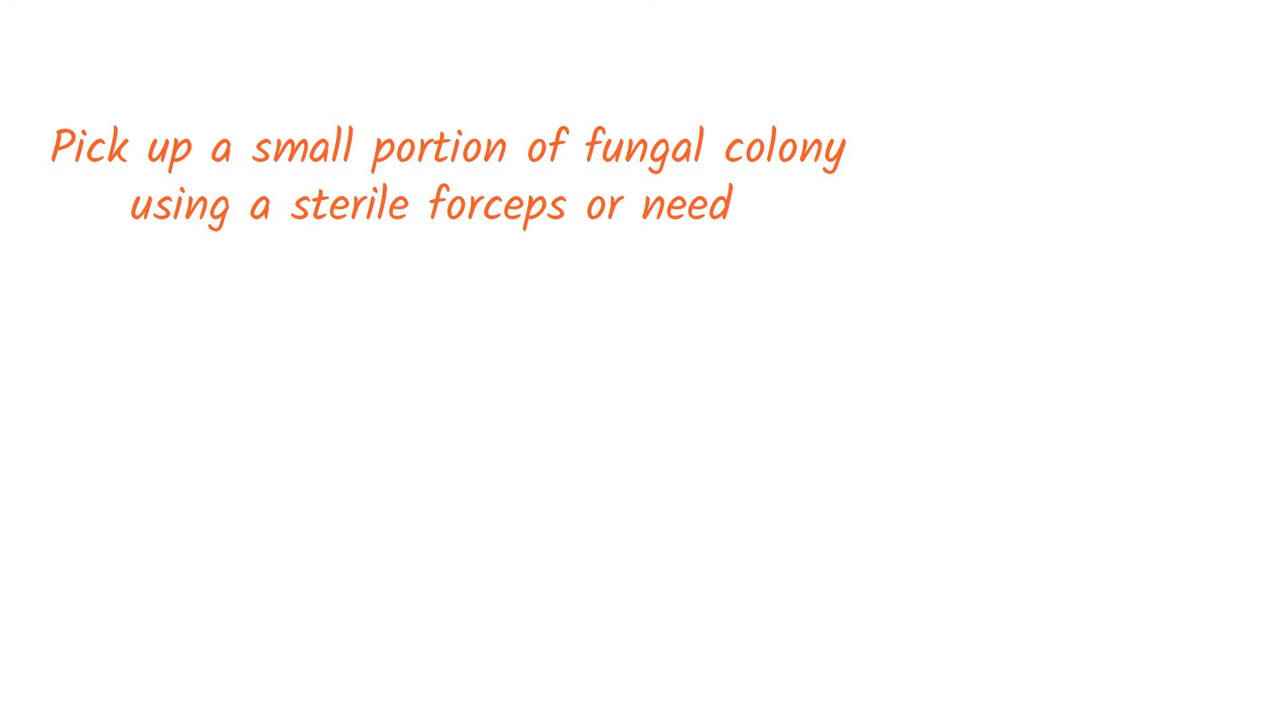 Pick up a small portion of fungal colony
using a sterile forceps or need